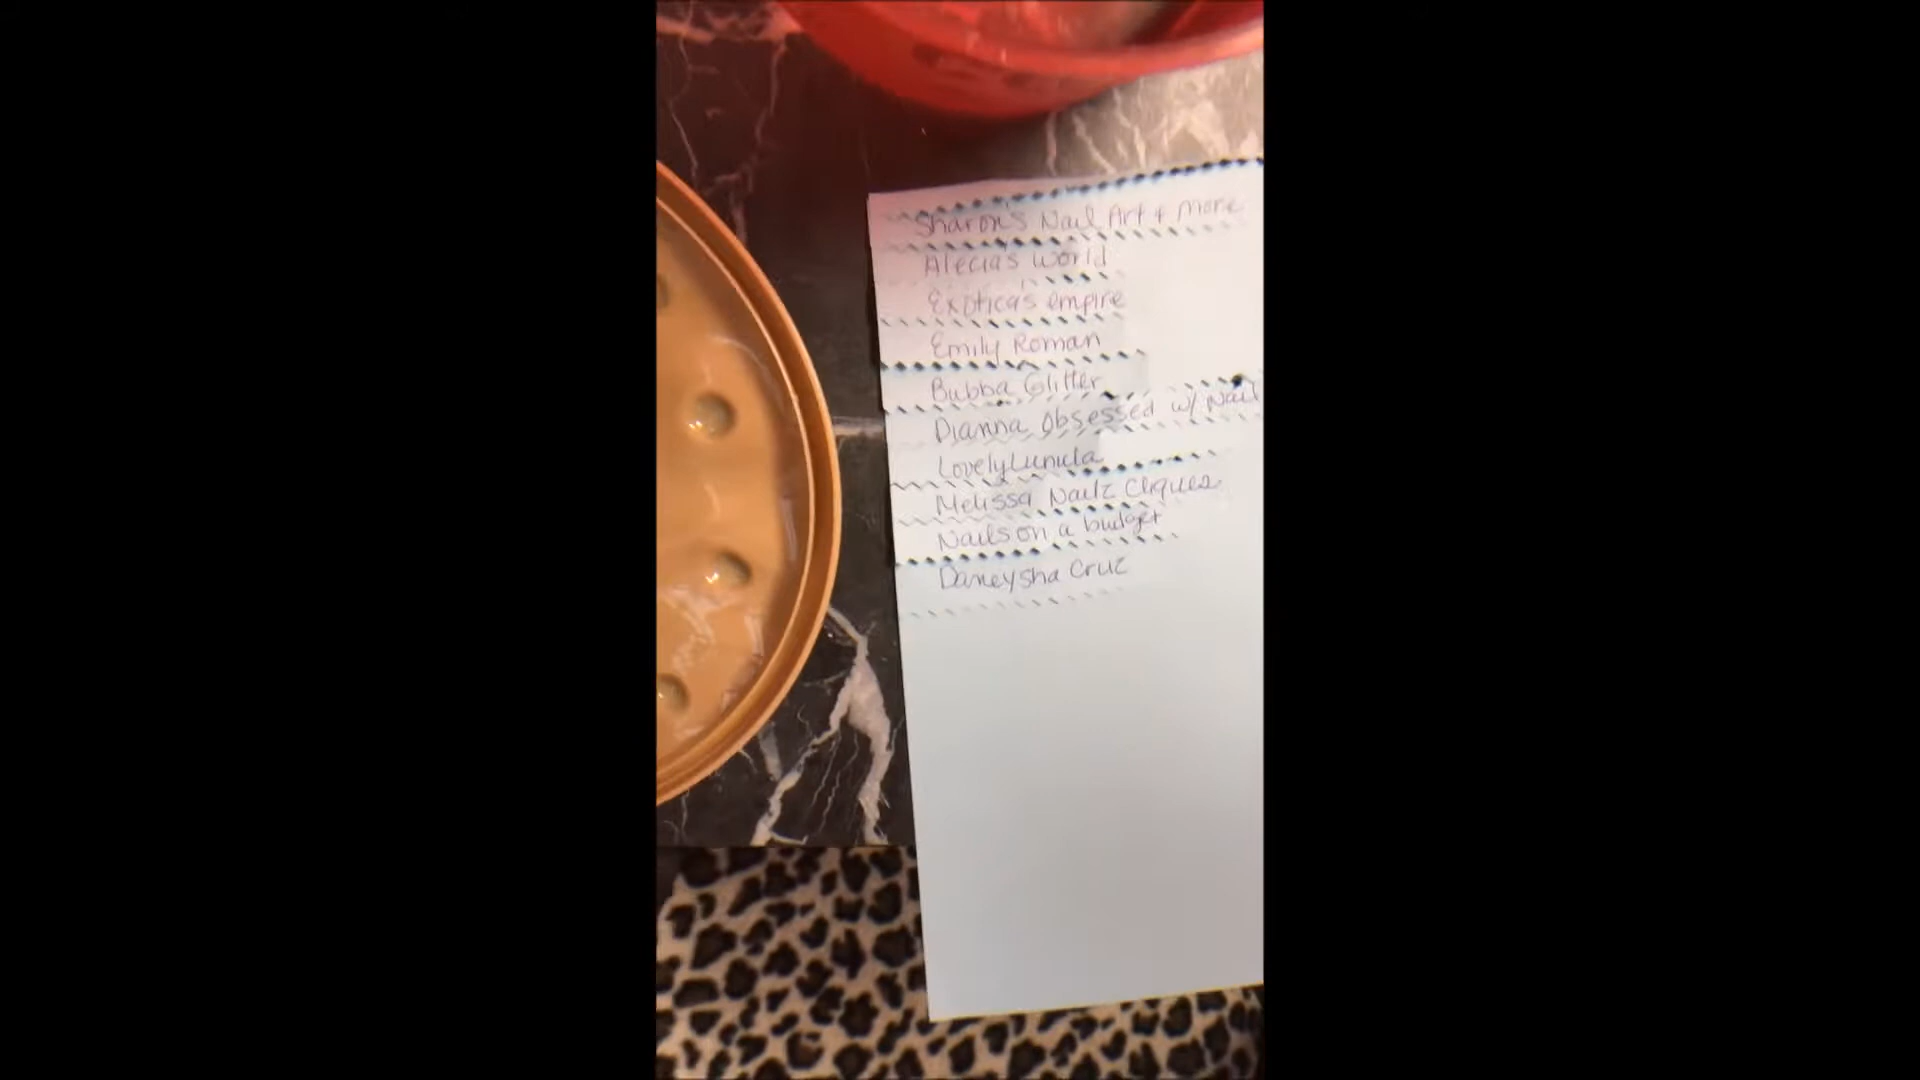 Sharon's Nail Art & More
Alecia's World
Exotica's empire
Emily Roman
Bubba Glitter
Dianna Obsessed w/ Nail
LovelyLunula
Melissa Nailz Cliques
Nails on a budget
Daneysha Cruz